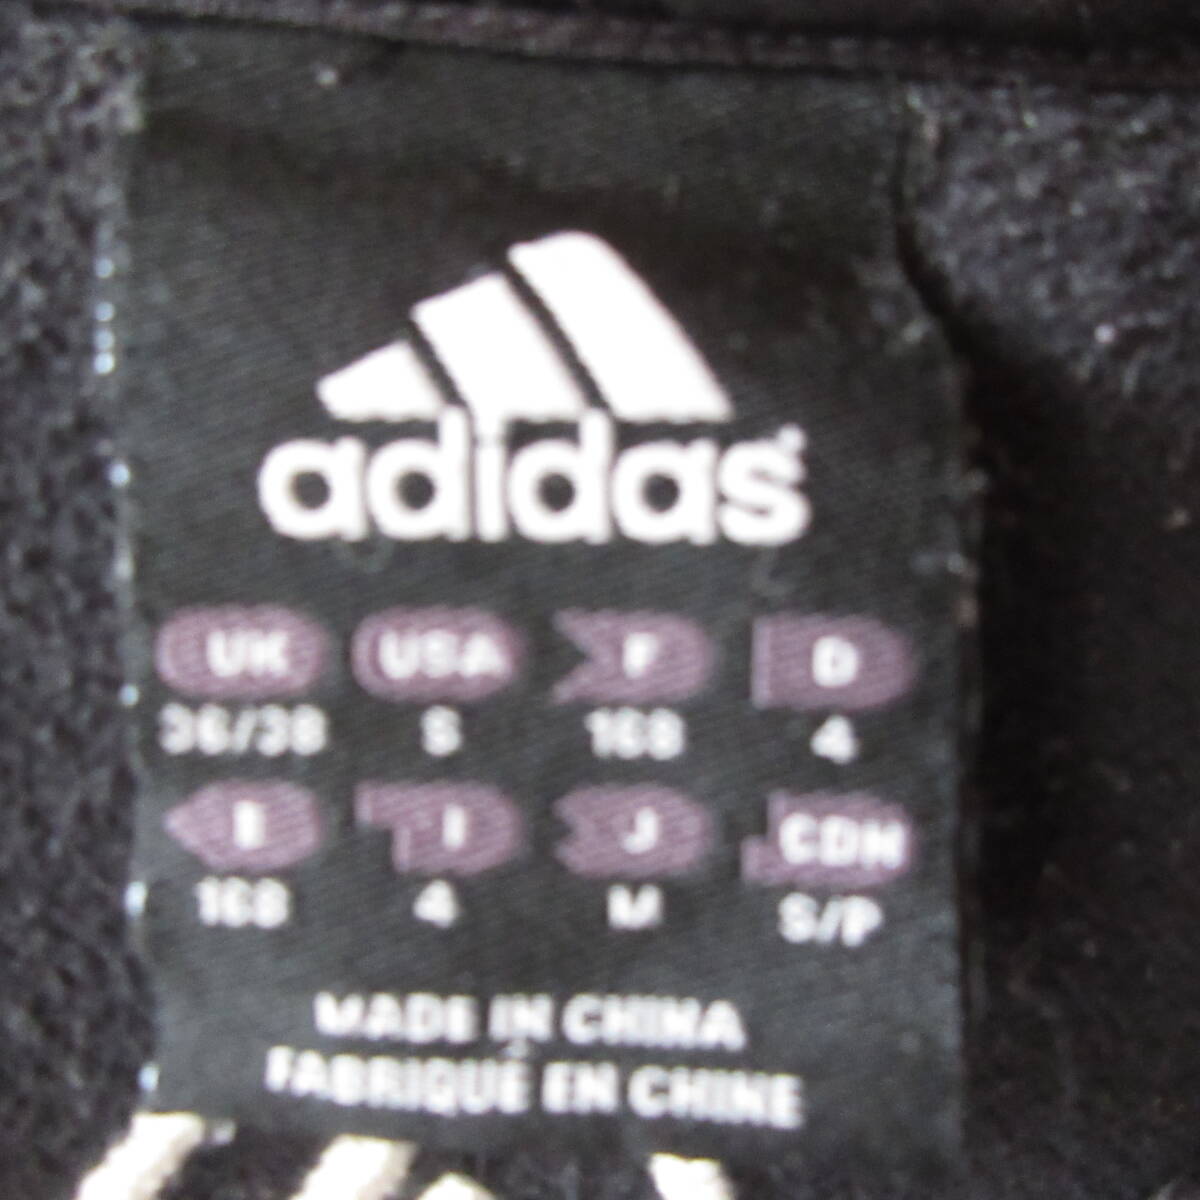 adidas
UK USA F D
36/38 S 168 4
E I J CDN
168 4 M S/P
MADE IN CHINA
FABRIQUÉ EN CHINE